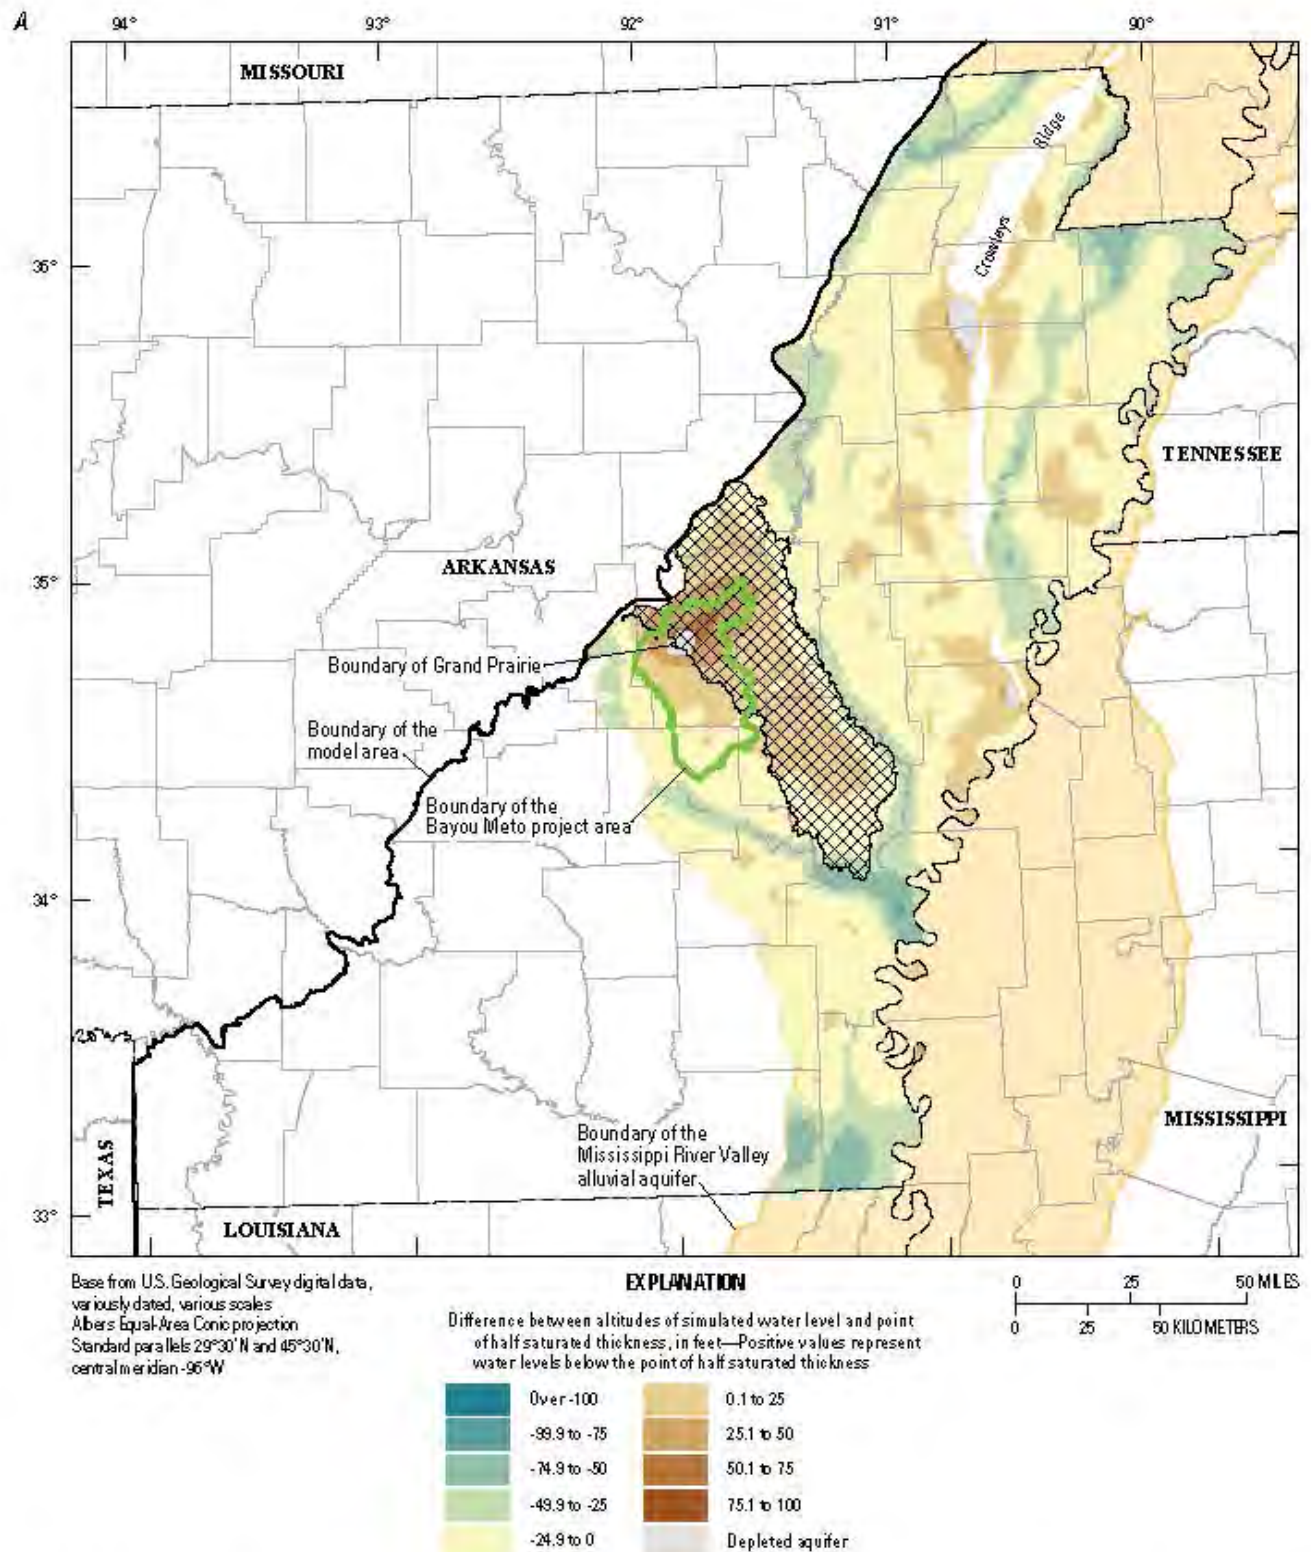 A
94° 93° 92° 91° 90°
MISSOURI
Ridge
Crowleys
36°
TENNESSEE
ARKANSAS
35°
Boundary of Grand Prairie
Boundary of the
model area
Boundary of the
Bayou Meto project area
34°
Boundary of the
Mississippi River Valley
alluvial aquifer
MISSISSIPPI
TEXAS
33°
LOUISIANA
Base from U.S. Geological Survey digital data,
variously dated, various scales
Albers Equal-Area Conic projection
Standard parallels 29°30'N and 45°30'N,
central meridian -96°W
EXPLANATION
Difference between altitudes of simulated water level and point
of half saturated thickness, in feet—Positive values represent
water levels below the point of half saturated thickness
Over -100
-99.9 to -75
-74.9 to -50
-49.9 to -25
-24.9 to 0
0.1 to 25
25.1 to 50
50.1 to 75
75.1 to 100
Depleted aquifer
0 25 50 MILES
0 25 50 KILOMETERS